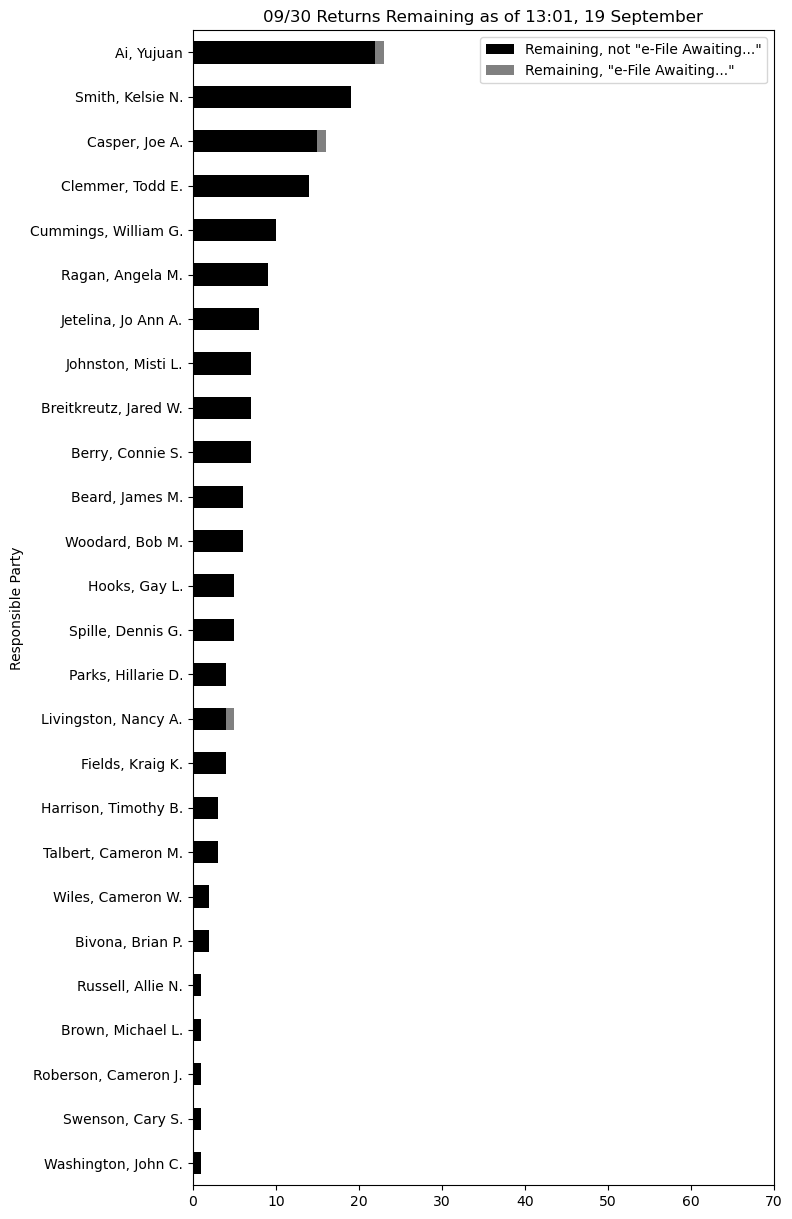 09/30 Returns Remaining as of 13:01, 19 September
Remaining, not "e-File Awaiting..."
Remaining, "e-File Awaiting..."
Responsible Party
Ai, Yujuan
Smith, Kelsie N.
Casper, Joe A.
Clemmer, Todd E.
Cummings, William G.
Ragan, Angela M.
Jetelina, Jo Ann A.
Johnston, Misti L.
Breitkreutz, Jared W.
Berry, Connie S.
Beard, James M.
Woodard, Bob M.
Hooks, Gay L.
Spille, Dennis G.
Parks, Hillarie D.
Livingston, Nancy A.
Fields, Kraig K.
Harrison, Timothy B.
Talbert, Cameron M.
Wiles, Cameron W.
Bivona, Brian P.
Russell, Allie N.
Brown, Michael L.
Roberson, Cameron J.
Swenson, Cary S.
Washington, John C.
0 10 20 30 40 50 60 70